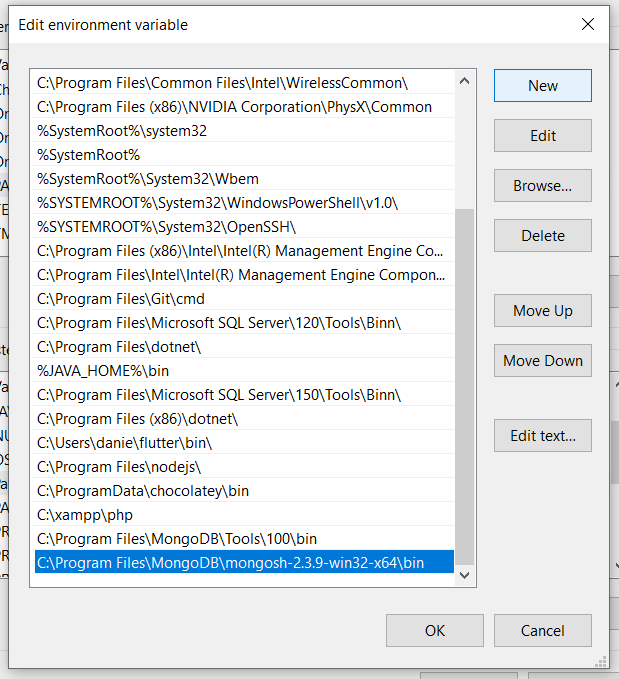 Edit environment variable
C:\Program Files\Common Files\Intel\WirelessCommon\
C:\Program Files (x86)\NVIDIA Corporation\PhysX\Common
%SystemRoot%\system32
%SystemRoot%
%SystemRoot%\System32\Wbem
%SYSTEMROOT%\System32\WindowsPowerShell\v1.0\
%SYSTEMROOT%\System32\OpenSSH\
C:\Program Files (x86)\Intel\Intel(R) Management Engine Co...
C:\Program Files\Intel\Intel(R) Management Engine Compon...
C:\Program Files\Git\cmd
C:\Program Files\Microsoft SQL Server\120\Tools\Binn\
C:\Program Files\dotnet\
%JAVA_HOME%\bin
C:\Program Files\Microsoft SQL Server\150\Tools\Binn\
C:\Program Files (x86)\dotnet\
C:\Users\danie\flutter\bin\
C:\Program Files\nodejs\
C:\ProgramData\chocolatey\bin
C:\xampp\php
C:\Program Files\MongoDB\Tools\100\bin
C:\Program Files\MongoDB\mongosh-2.3.9-win32-x64\bin
New
Edit
Browse...
Delete
Move Up
Move Down
Edit text...
OK
Cancel